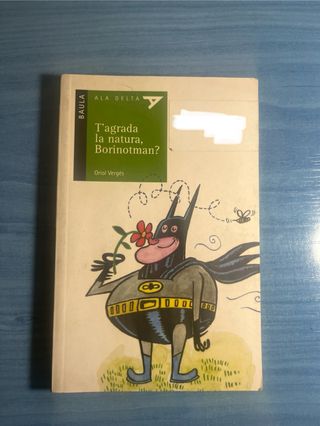 BAULA
ALA DELTA
T'agrada
la natura,
Borinotman?
Oriol Vergés